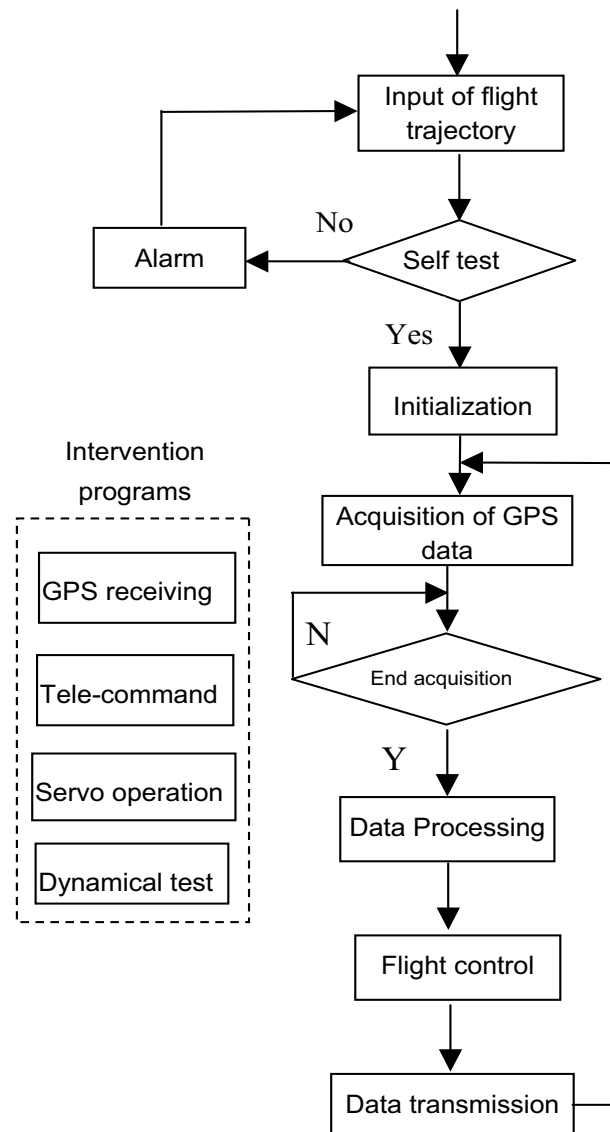 Input of flight
trajectory
No
Alarm
Self test
Yes
Initialization
Intervention
programs
Acquisition of GPS
data
GPS receiving
N
Tele-command
End acquisition
Y
Servo operation
Data Processing
Dynamical test
Flight control
Data transmission